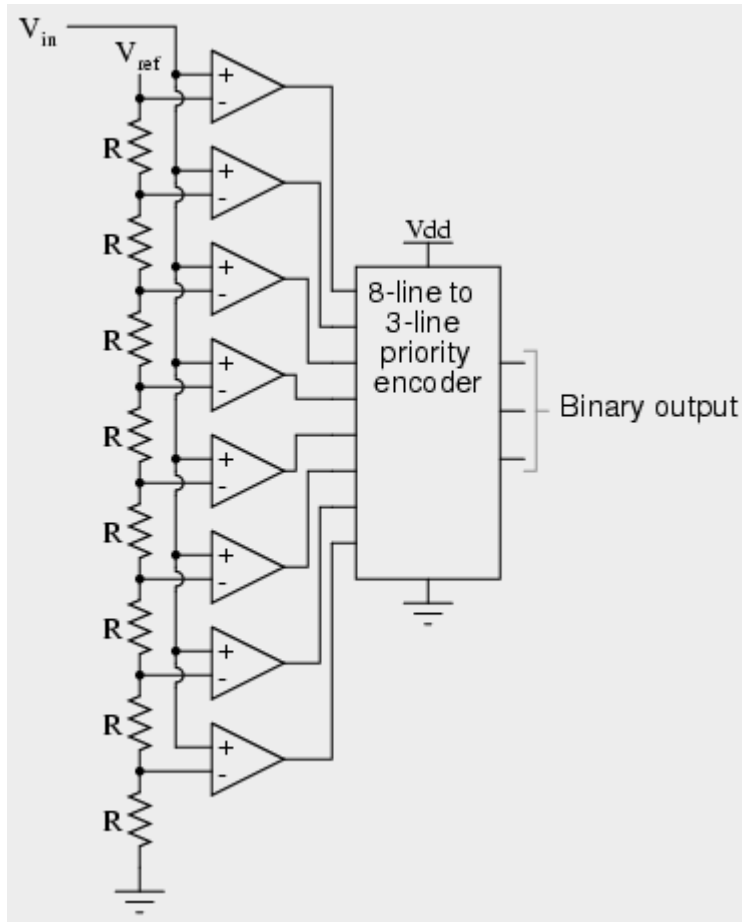 Vin
Vref
+
-
R
+
-
R
+
-
R
+
-
R
+
-
R
+
-
R
+
-
R
+
-
R
Vdd
8-line to
3-line
priority
encoder
Binary output